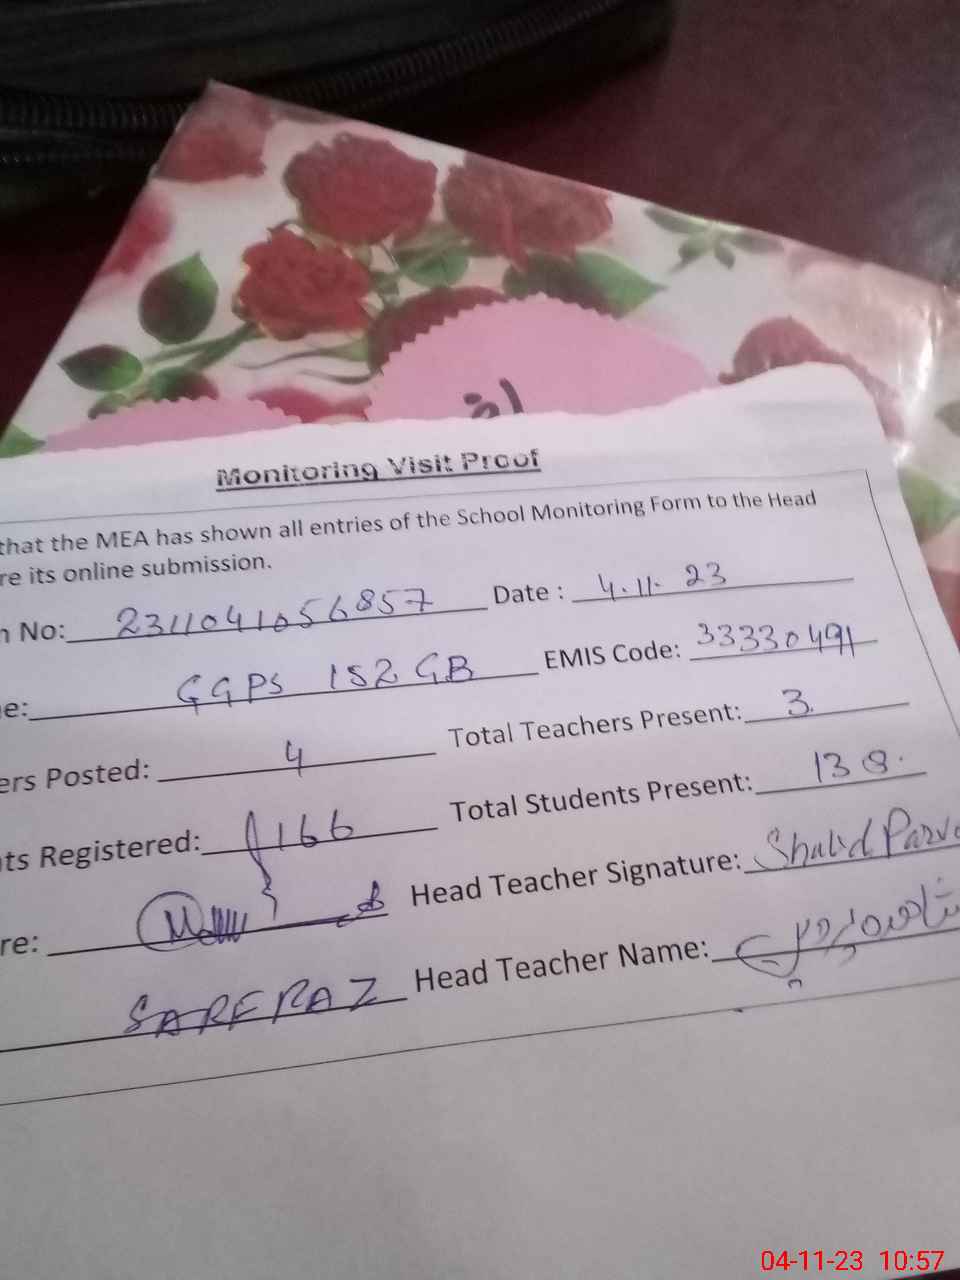 Monitoring Visit Proof
that the MEA has shown all entries of the School Monitoring Form to the Head
re its online submission.
n No: 2311041056857 Date : 4.11.23
e: GGPS 152 GB EMIS Code: 33330491
ers Posted: 4 Total Teachers Present: 3
ts Registered: 166 Total Students Present: 138
re: Head Teacher Signature:
SARFRAZ Head Teacher Name:
04-11-23 10:57